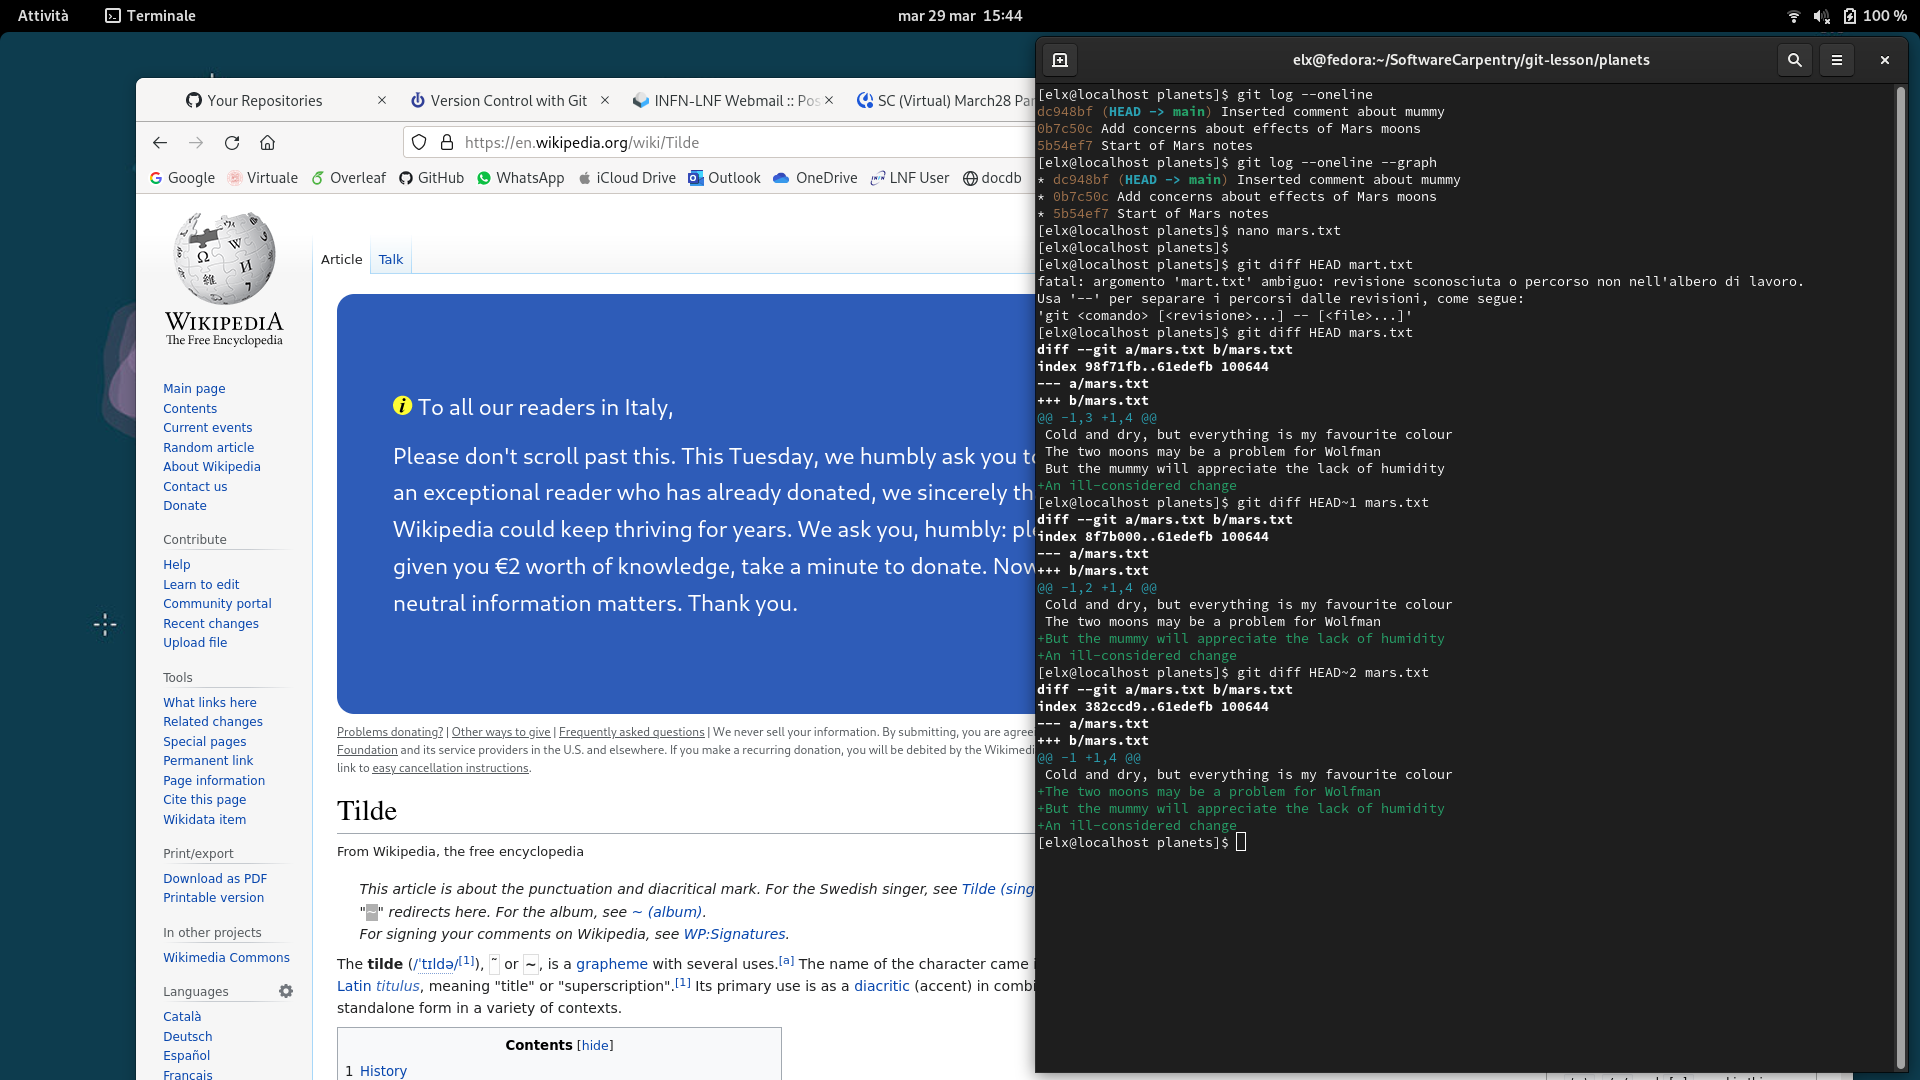 Attività
Terminale
mar 29 mar 15:44
100 %
Your Repositories
Version Control with Git
INFN-LNF Webmail :: Pos
SC (Virtual) March28 Par
https://en.wikipedia.org/wiki/Tilde
Google
Virtuale
Overleaf
GitHub
WhatsApp
iCloud Drive
Outlook
OneDrive
LNF User
docdb
WIKIPEDIA
The Free Encyclopedia
Main page
Contents
Current events
Random article
About Wikipedia
Contact us
Donate
Contribute
Help
Learn to edit
Community portal
Recent changes
Upload file
Tools
What links here
Related changes
Special pages
Permanent link
Page information
Cite this page
Wikidata item
Print/export
Download as PDF
Printable version
In other projects
Wikimedia Commons
Languages
Català
Deutsch
Español
Français
Article
Talk
To all our readers in Italy,
Please don't scroll past this. This Tuesday, we humbly ask you to
an exceptional reader who has already donated, we sincerely th
Wikipedia could keep thriving for years. We ask you, humbly: ple
given you €2 worth of knowledge, take a minute to donate. Now
neutral information matters. Thank you.
Problems donating? | Other ways to give | Frequently asked questions | We never sell your information. By submitting, you are agree
Foundation and its service providers in the U.S. and elsewhere. If you make a recurring donation, you will be debited by the Wikimedi
link to easy cancellation instructions.
Tilde
From Wikipedia, the free encyclopedia
This article is about the punctuation and diacritical mark. For the Swedish singer, see Tilde (sing
"~" redirects here. For the album, see ~ (album).
For signing your comments on Wikipedia, see WP:Signatures.
The tilde (/ˈtɪldə/[1]), ˜ or ~, is a grapheme with several uses.[a] The name of the character came i
Latin titulus, meaning "title" or "superscription".[1] Its primary use is as a diacritic (accent) in combi
standalone form in a variety of contexts.
Contents [hide]
1 History
elx@fedora:~/SoftwareCarpentry/git-lesson/planets
[elx@localhost planets]$ git log --oneline
dc948bf (HEAD -> main) Inserted comment about mummy
0b7c50c Add concerns about effects of Mars moons
5b54ef7 Start of Mars notes
[elx@localhost planets]$ git log --oneline --graph
* dc948bf (HEAD -> main) Inserted comment about mummy
* 0b7c50c Add concerns about effects of Mars moons
* 5b54ef7 Start of Mars notes
[elx@localhost planets]$ nano mars.txt
[elx@localhost planets]$
[elx@localhost planets]$ git diff HEAD mart.txt
fatal: argomento 'mart.txt' ambiguo: revisione sconosciuta o percorso non nell'albero di lavoro.
Usa '--' per separare i percorsi dalle revisioni, come segue:
'git <comando> [<revisione>...] -- [<file>...]'
[elx@localhost planets]$ git diff HEAD mars.txt
diff --git a/mars.txt b/mars.txt
index 98f71fb..61edefb 100644
--- a/mars.txt
+++ b/mars.txt
@@ -1,3 +1,4 @@
Cold and dry, but everything is my favourite colour
The two moons may be a problem for Wolfman
But the mummy will appreciate the lack of humidity
+An ill-considered change
[elx@localhost planets]$ git diff HEAD~1 mars.txt
diff --git a/mars.txt b/mars.txt
index 8f7b000..61edefb 100644
--- a/mars.txt
+++ b/mars.txt
@@ -1,2 +1,4 @@
Cold and dry, but everything is my favourite colour
The two moons may be a problem for Wolfman
+But the mummy will appreciate the lack of humidity
+An ill-considered change
[elx@localhost planets]$ git diff HEAD~2 mars.txt
diff --git a/mars.txt b/mars.txt
index 382ccd9..61edefb 100644
--- a/mars.txt
+++ b/mars.txt
@@ -1 +1,4 @@
Cold and dry, but everything is my favourite colour
+The two moons may be a problem for Wolfman
+But the mummy will appreciate the lack of humidity
+An ill-considered change
[elx@localhost planets]$